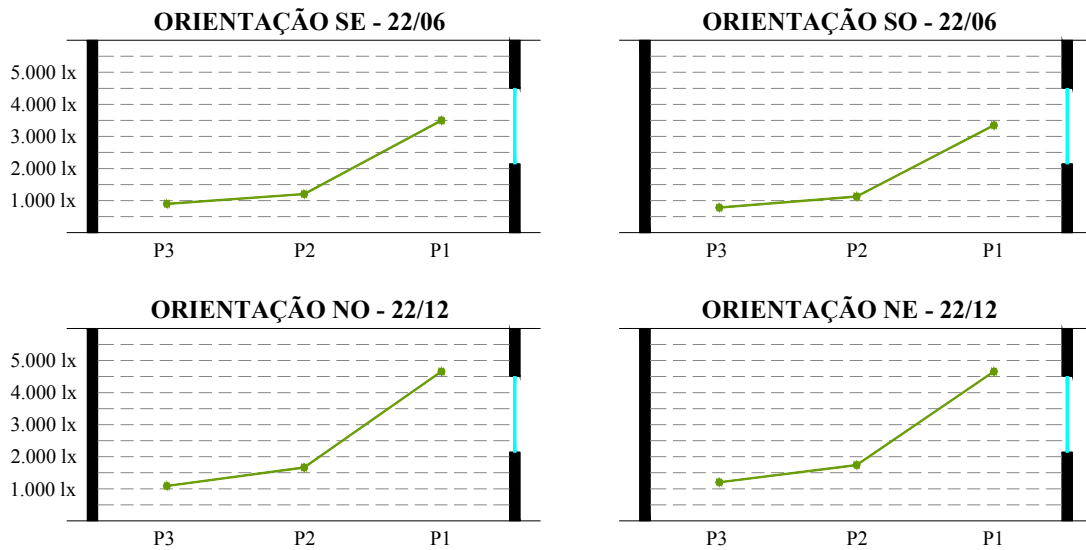 ORIENTAÇÃO SE - 22/06
5.000 lx
4.000 lx
3.000 lx
2.000 lx
1.000 lx
P3 P2 P1
ORIENTAÇÃO SO - 22/06
P3 P2 P1
ORIENTAÇÃO NO - 22/12
5.000 lx
4.000 lx
3.000 lx
2.000 lx
1.000 lx
P3 P2 P1
ORIENTAÇÃO NE - 22/12
P3 P2 P1